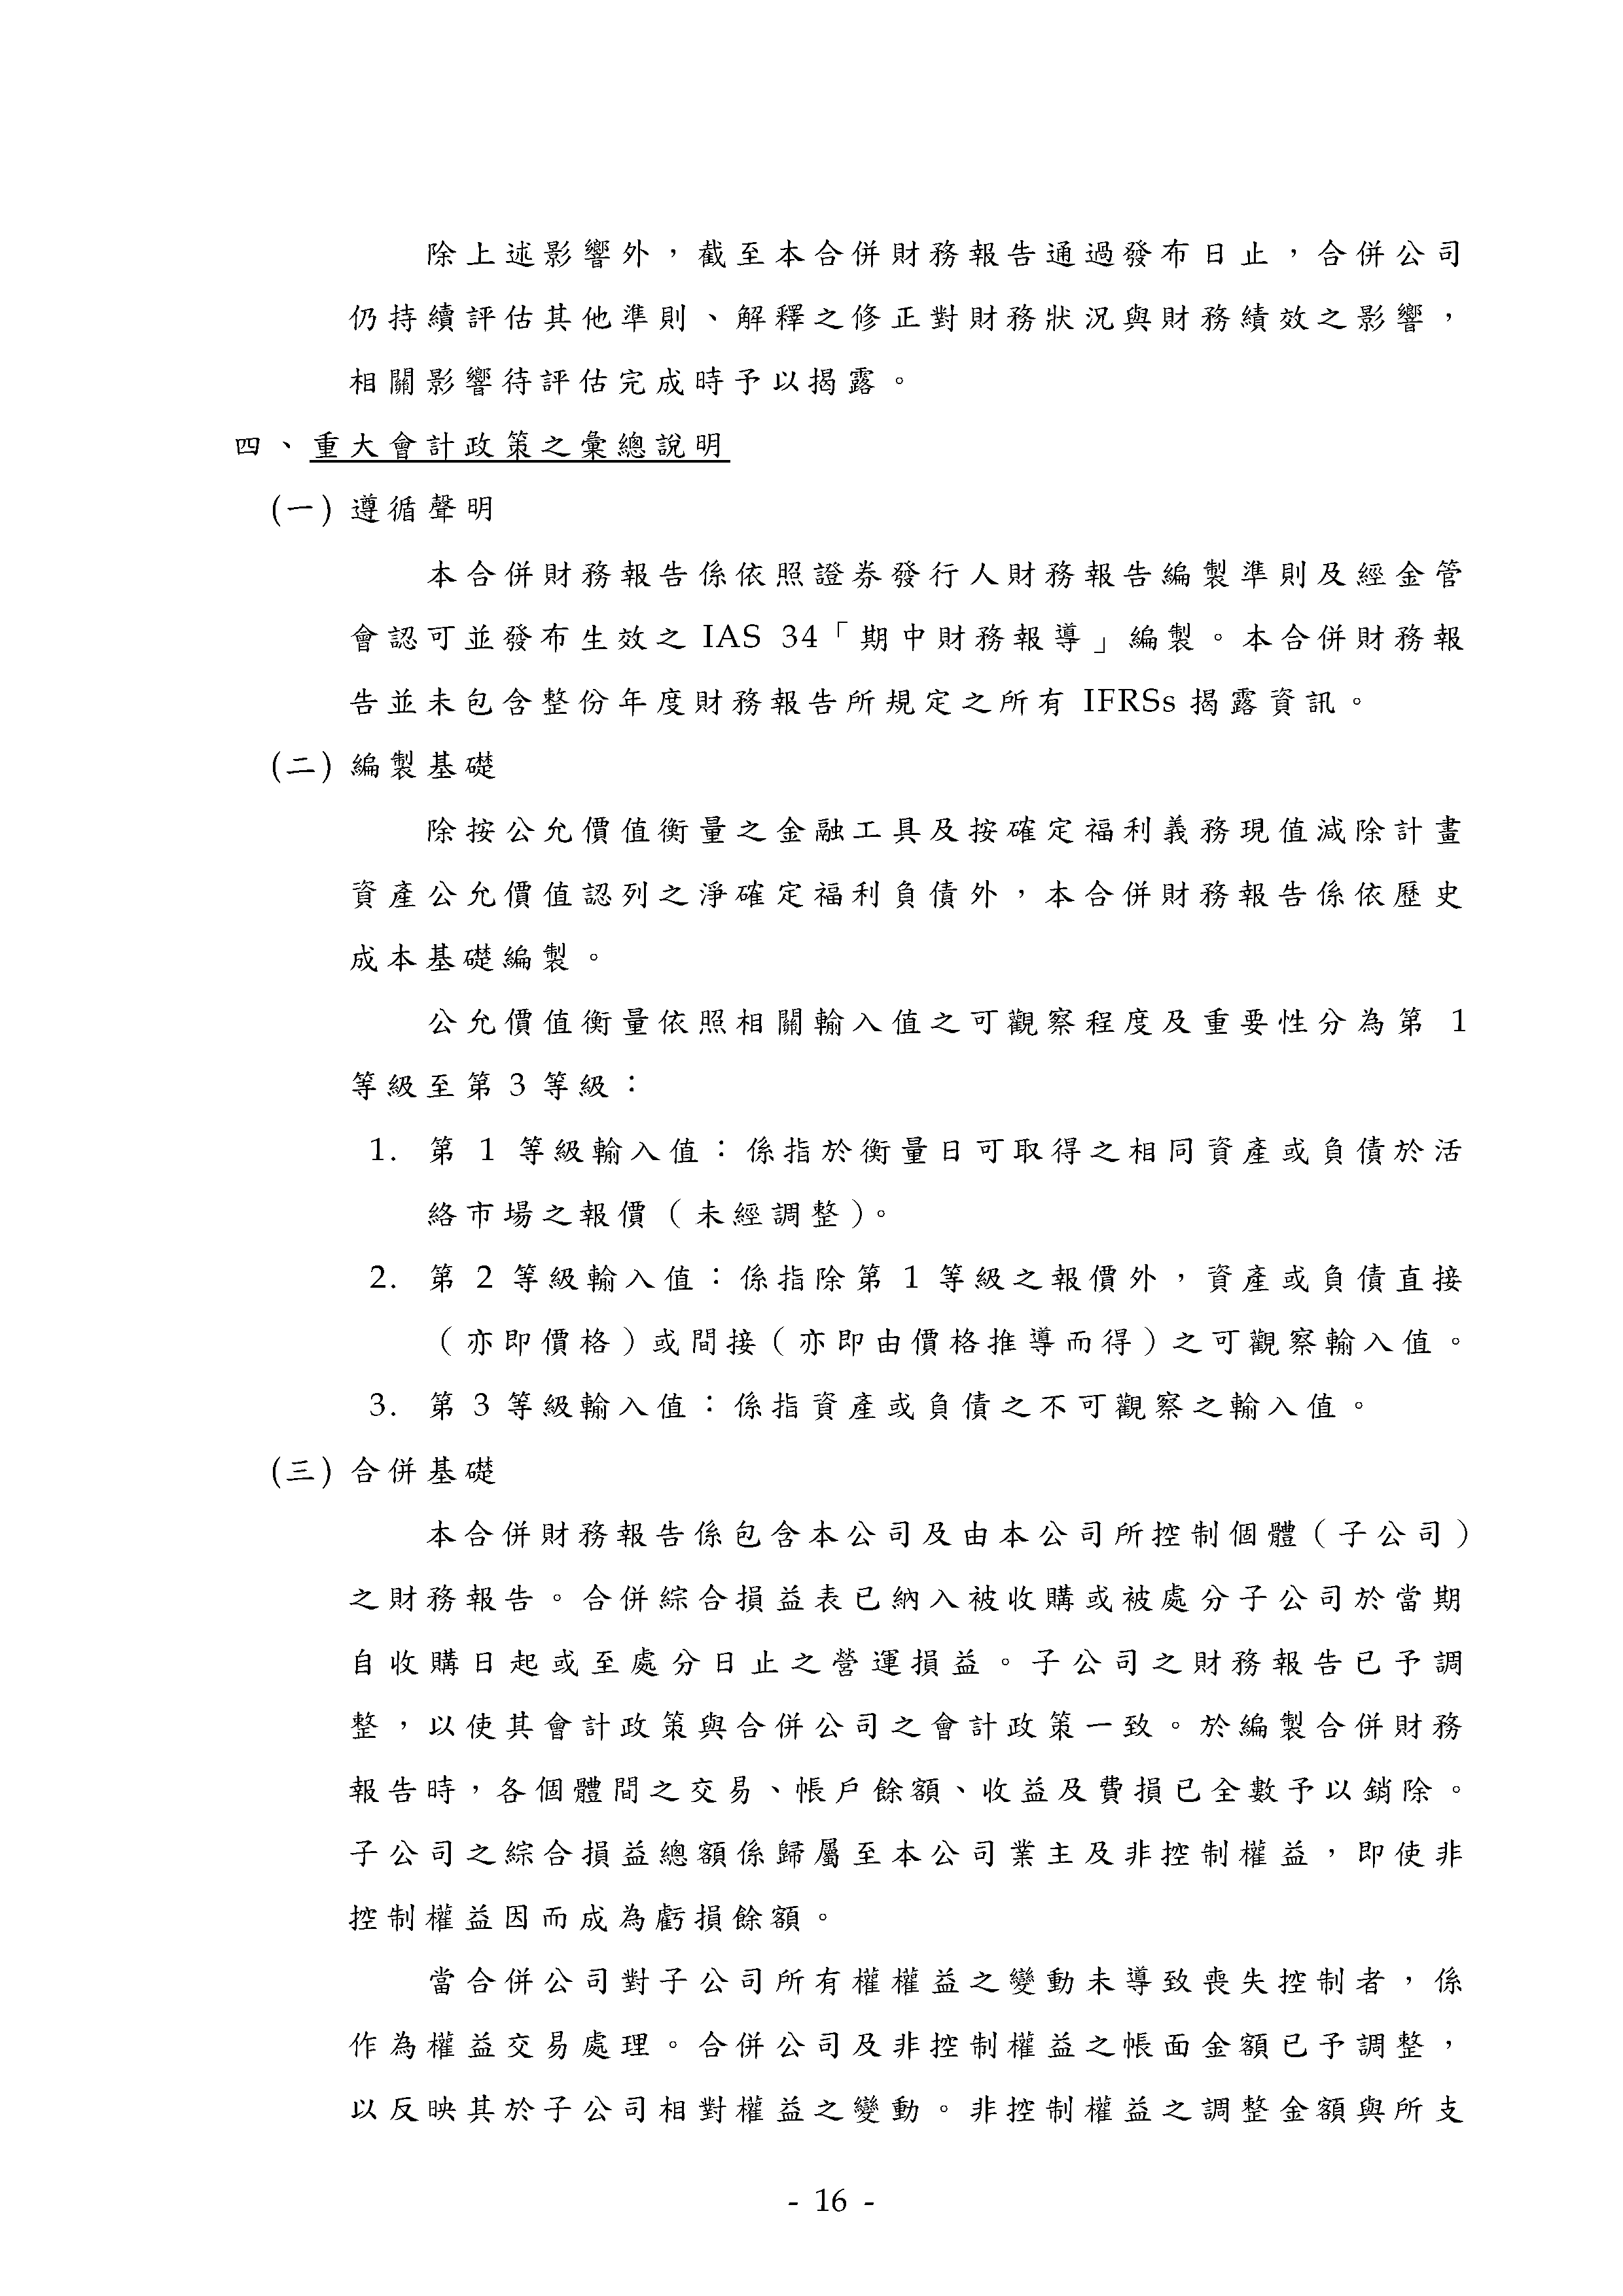 除上述影響外，截至本合併財務報告通過發布日止，合併公司
仍持續評估其他準則、解釋之修正對財務狀況與財務績效之影響，
相關影響待評估完成時予以揭露。
四、重大會計政策之彙總說明
(一) 遵循聲明
本合併財務報告係依照證券發行人財務報告編製準則及經金管
會認可並發布生效之 IAS 34「期中財務報導」編製。本合併財務報
告並未包含整份年度財務報告所規定之所有 IFRSs 揭露資訊。
(二) 編製基礎
除按公允價值衡量之金融工具及按確定福利義務現值減除計畫
資產公允價值認列之淨確定福利負債外，本合併財務報告係依歷史
成本基礎編製。
公允價值衡量依照相關輸入值之可觀察程度及重要性分為第 1
等級至第 3 等級：
1. 第 1 等級輸入值：係指於衡量日可取得之相同資產或負債於活
絡市場之報價（未經調整）。
2. 第 2 等級輸入值：係指除第 1 等級之報價外，資產或負債直接
（亦即價格）或間接（亦即由價格推導而得）之可觀察輸入值。
3. 第 3 等級輸入值：係指資產或負債之不可觀察之輸入值。
(三) 合併基礎
本合併財務報告係包含本公司及由本公司所控制個體（子公司）
之財務報告。合併綜合損益表已納入被收購或被處分子公司於當期
自收購日起或至處分日止之營運損益。子公司之財務報告已予調
整，以使其會計政策與合併公司之會計政策一致。於編製合併財務
報告時，各個體間之交易、帳戶餘額、收益及費損已全數予以銷除。
子公司之綜合損益總額係歸屬至本公司業主及非控制權益，即使非
控制權益因而成為虧損餘額。
當合併公司對子公司所有權權益之變動未導致喪失控制者，係
作為權益交易處理。合併公司及非控制權益之帳面金額已予調整，
以反映其於子公司相對權益之變動。非控制權益之調整金額與所支
- 16 -